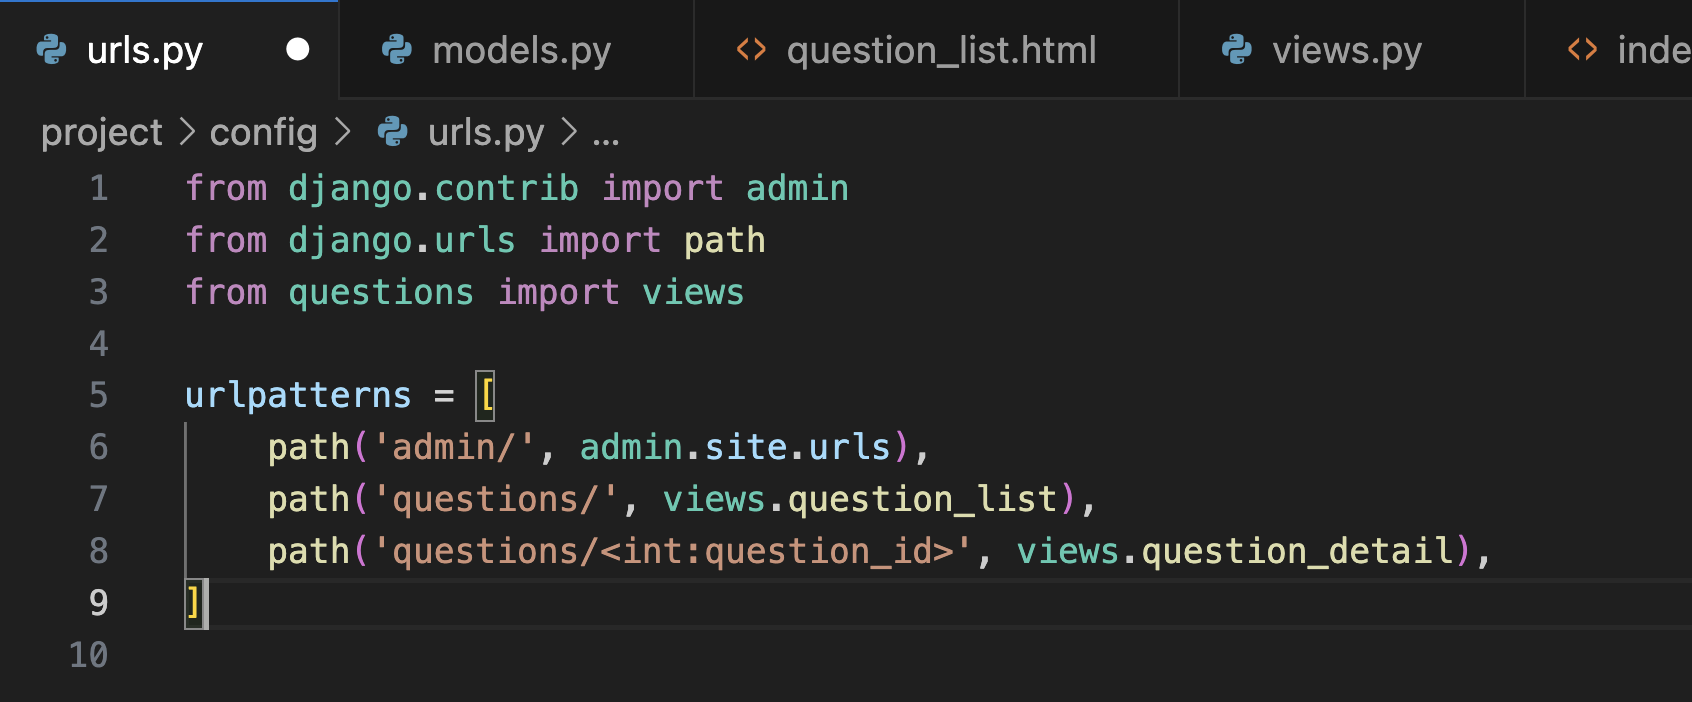 urls.py models.py question_list.html views.py inde
project > config > urls.py > ...
1 from django.contrib import admin
2 from django.urls import path
3 from questions import views
4
5 urlpatterns = [
6     path('admin/', admin.site.urls),
7     path('questions/', views.question_list),
8     path('questions/<int:question_id>', views.question_detail),
9 ]
10